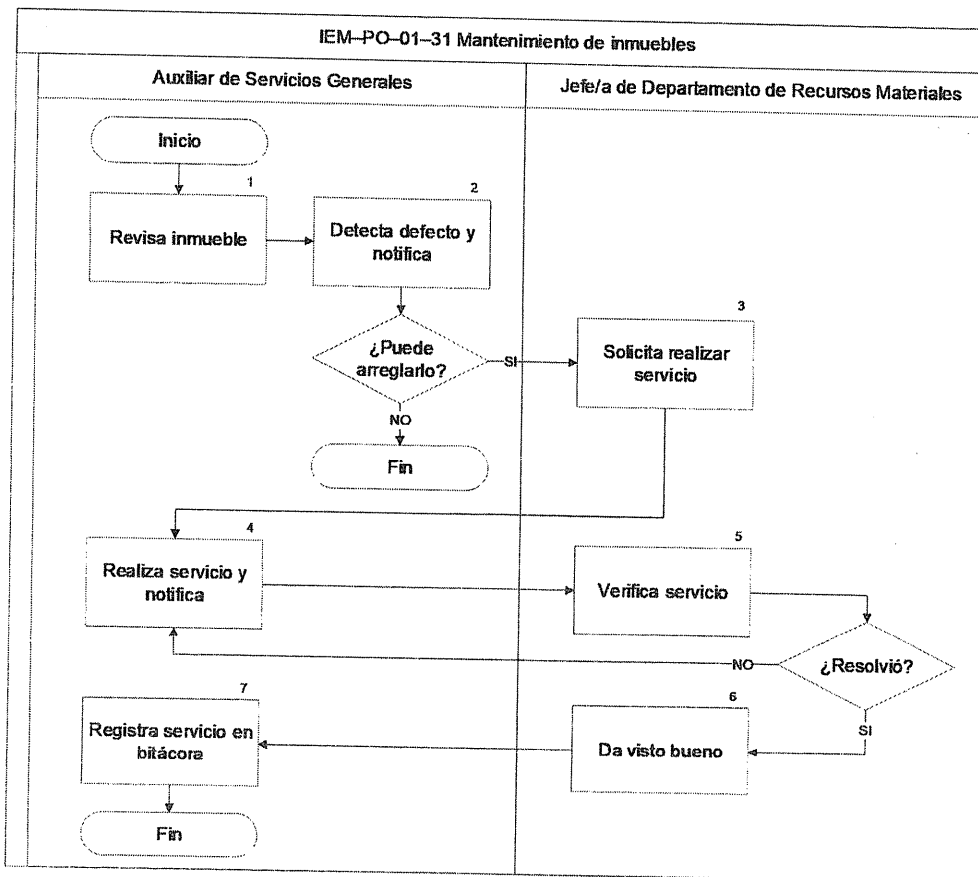 IEM–PO–01–31 Mantenimiento de inmuebles
Auxiliar de Servicios Generales
Jefe/a de Departamento de Recursos Materiales
Inicio
1
Revisa inmueble
2
Detecta defecto y
notifica
¿Puede
arreglarlo?
SI
NO
Fin
3
Solicita realizar
servicio
4
Realiza servicio y
notifica
5
Verifica servicio
¿Resolvió?
NO
SI
6
Da visto bueno
7
Registra servicio en
bitácora
Fin